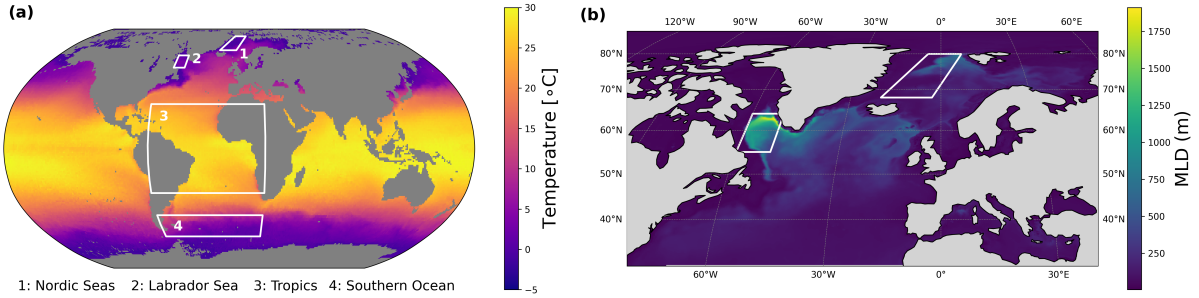 (a)
1
2
3
4
30
25
20
15
10
5
0
−5
Temperature [∘C]
1: Nordic Seas 2: Labrador Sea 3: Tropics 4: Southern Ocean
(b)
120°W 90°W 60°W 30°W 0° 30°E 60°E
80°N 80°N
70°N 70°N
60°N 60°N
50°N 50°N
40°N 40°N
60°W 30°W 0° 30°E
1750
1500
1250
1000
750
500
250
MLD (m)